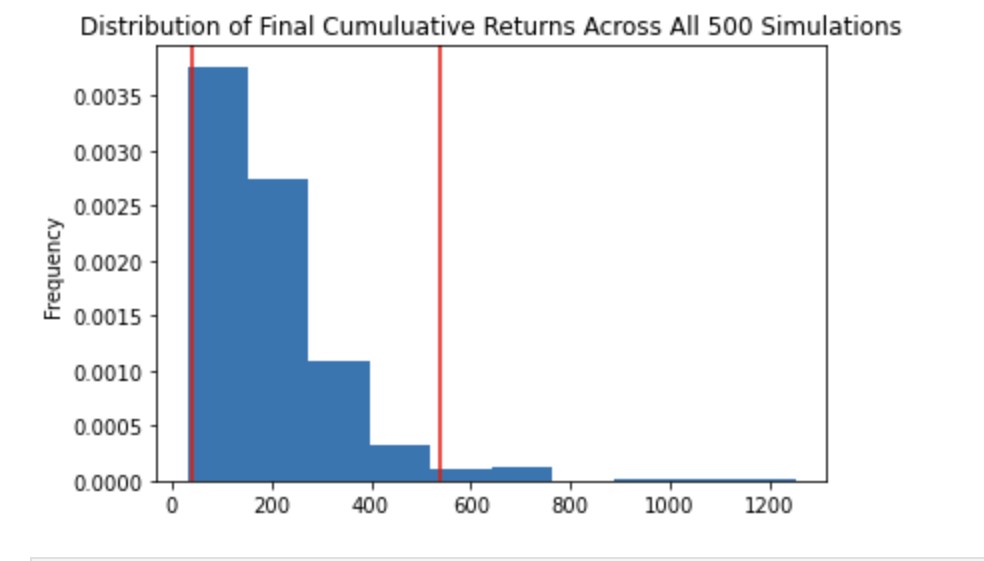 Distribution of Final Cumuluative Returns Across All 500 Simulations
Frequency
0.0035
0.0030
0.0025
0.0020
0.0015
0.0010
0.0005
0.0000
0 200 400 600 800 1000 1200